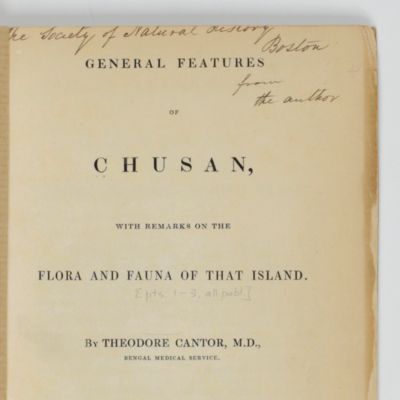 the Society of Natural History
Boston
from
the author
GENERAL FEATURES
OF
CHUSAN,
WITH REMARKS ON THE
FLORA AND FAUNA OF THAT ISLAND.
[pts. 1-3, all publ.]
By THEODORE CANTOR, M.D.,
BENGAL MEDICAL SERVICE.